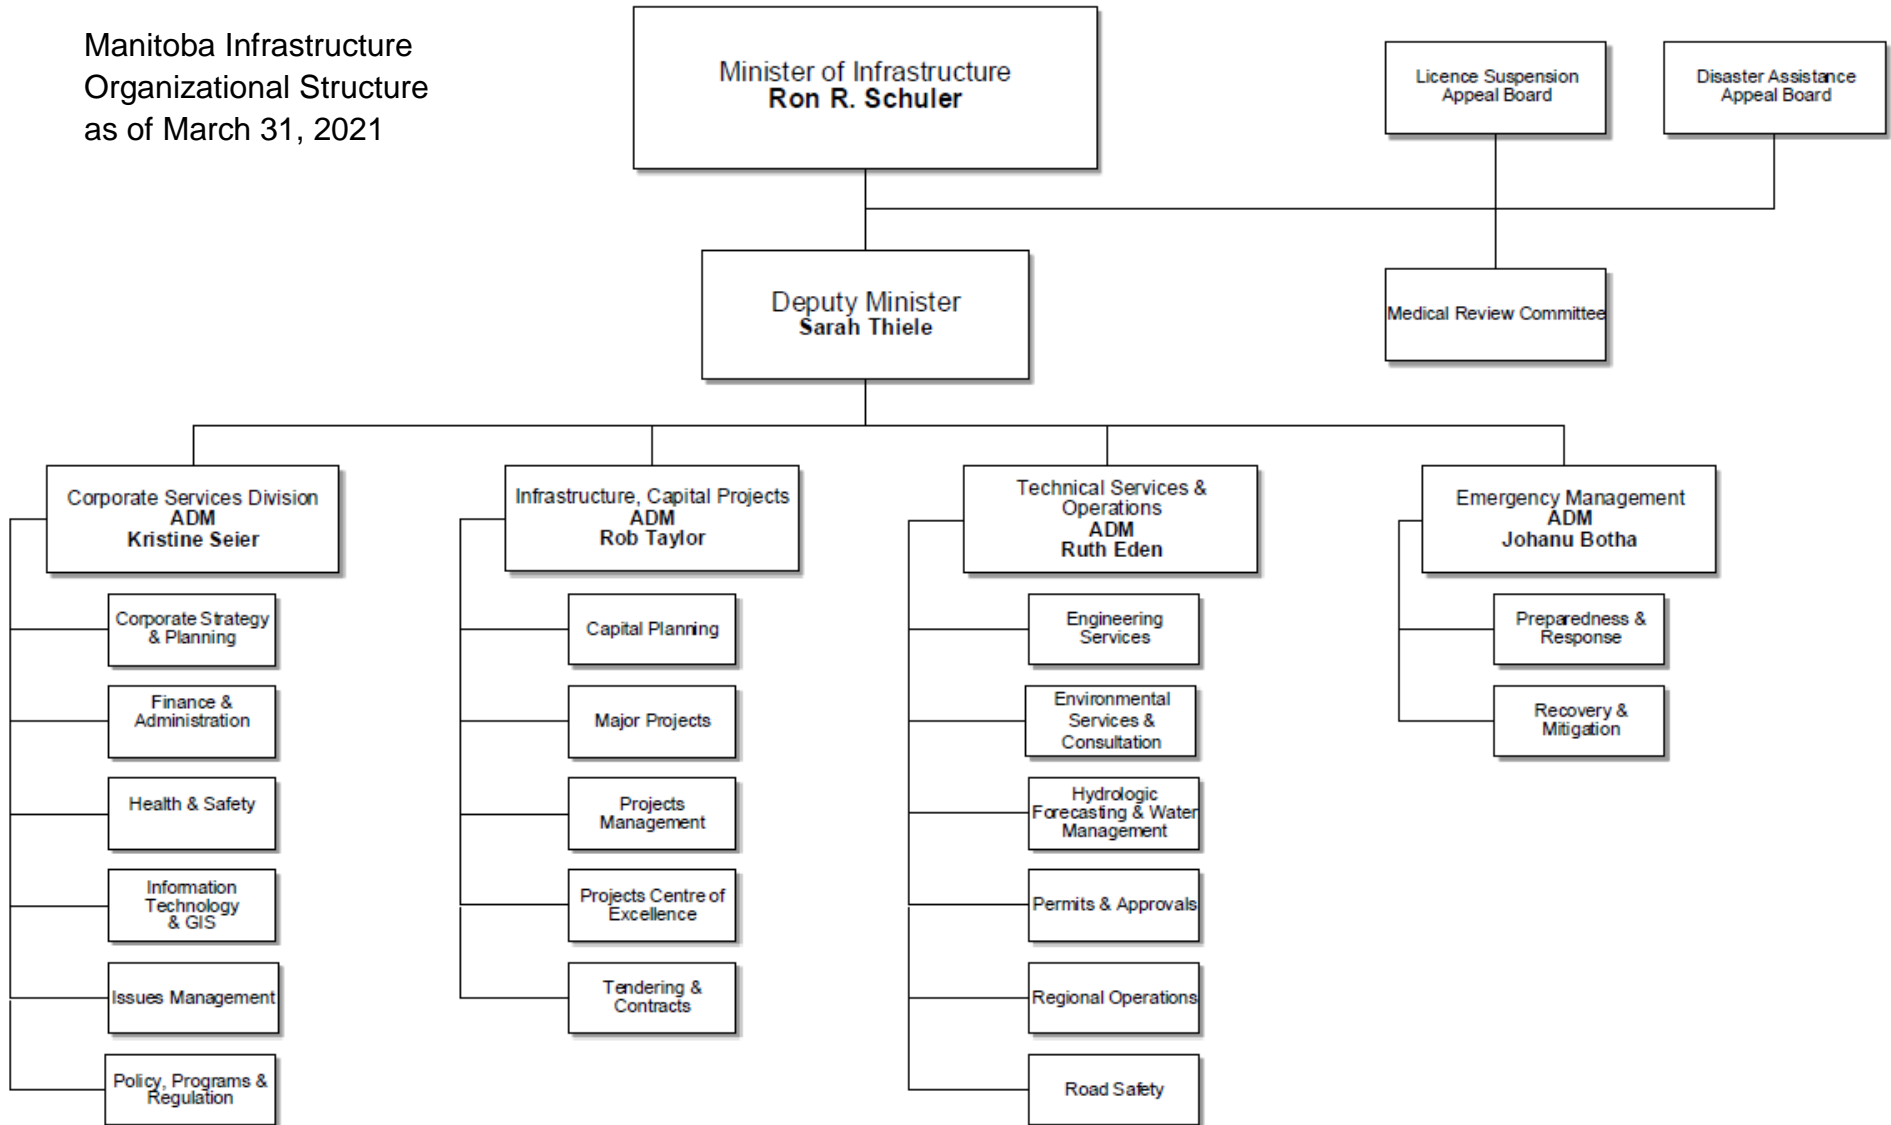 Manitoba Infrastructure
Organizational Structure
as of March 31, 2021
Minister of Infrastructure
Ron R. Schuler
Licence Suspension
Appeal Board
Disaster Assistance
Appeal Board
Deputy Minister
Sarah Thiele
Medical Review Committee
Corporate Services Division
ADM
Kristine Seier
Corporate Strategy
& Planning
Finance &
Administration
Health & Safety
Information
Technology
& GIS
Issues Management
Policy, Programs &
Regulation
Infrastructure, Capital Projects
ADM
Rob Taylor
Capital Planning
Major Projects
Projects
Management
Projects Centre of
Excellence
Tendering &
Contracts
Technical Services &
Operations
ADM
Ruth Eden
Engineering
Services
Environmental
Services &
Consultation
Hydrologic
Forecasting & Water
Management
Permits & Approvals
Regional Operations
Road Safety
Emergency Management
ADM
Johanu Botha
Preparedness &
Response
Recovery &
Mitigation